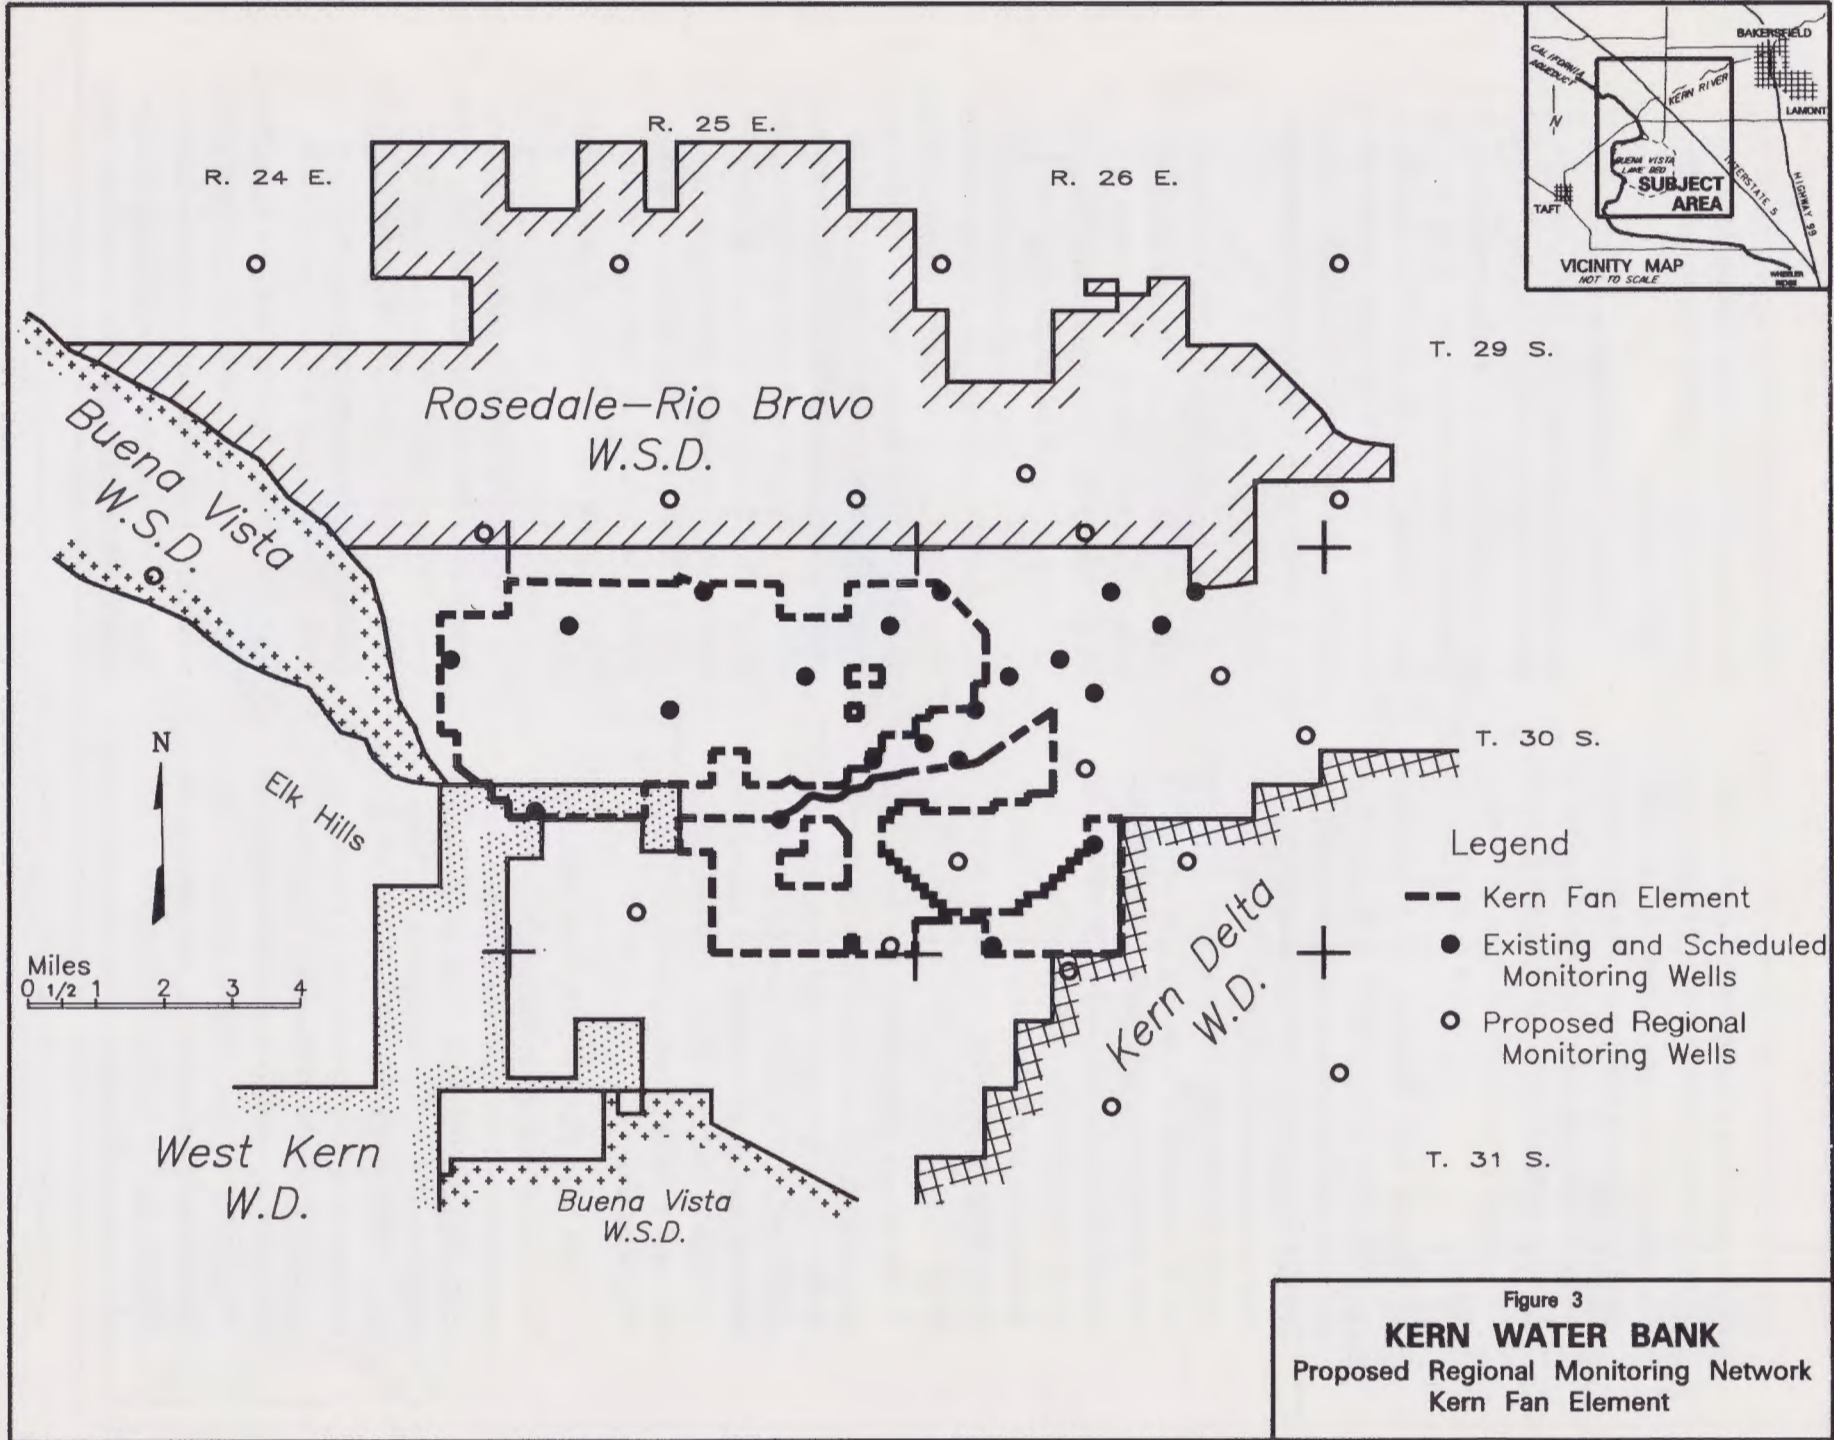 R. 24 E.
R. 25 E.
R. 26 E.
BAKERSFIELD
CALIFORNIA
AQUEDUCT
KERN RIVER
LAMONT
N
BUENA VISTA
LAKE BED
SUBJECT
AREA
INTERSTATE 5
HIGHWAY 99
TAFT
VICINITY MAP
NOT TO SCALE
WHEELER
RIDGE
T. 29 S.
Rosedale-Rio Bravo
W.S.D.
Buena Vista
W.S.D.
N
Elk Hills
T. 30 S.
Miles
0 1/2 1 2 3 4
Kern Delta
W.D.
Legend
Kern Fan Element
Existing and Scheduled
Monitoring Wells
Proposed Regional
Monitoring Wells
West Kern
W.D.
Buena Vista
W.S.D.
T. 31 S.
Figure 3
KERN WATER BANK
Proposed Regional Monitoring Network
Kern Fan Element